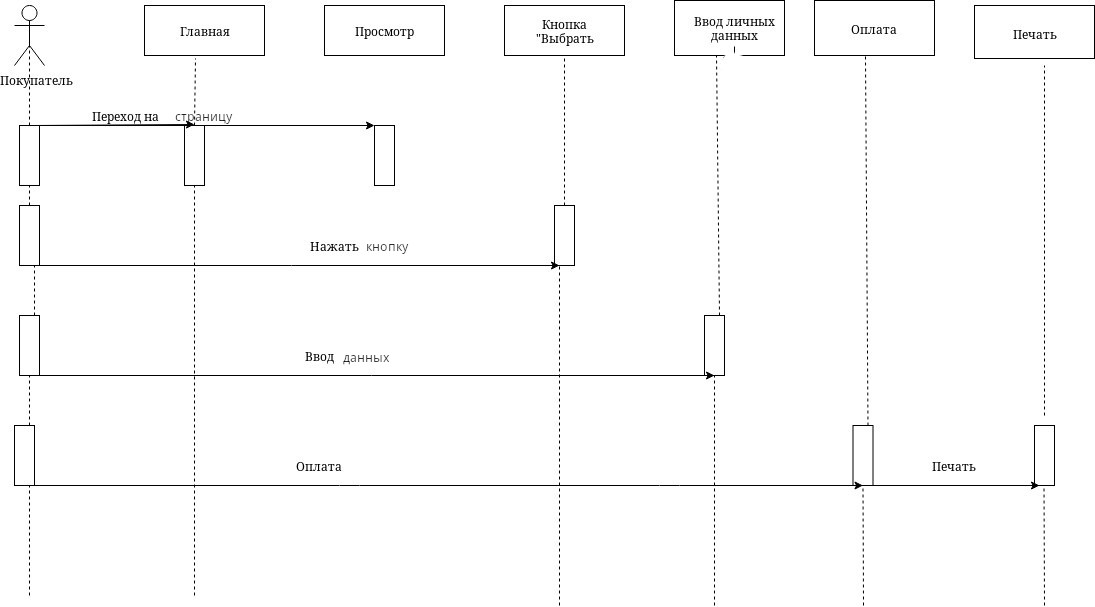 Покупатель
Главная
Просмотр
Кнопка
"Выбрать
Ввод личных
данных
Оплата
Печать
Переход на страницу
Нажать кнопку
Ввод данных
Оплата
Печать